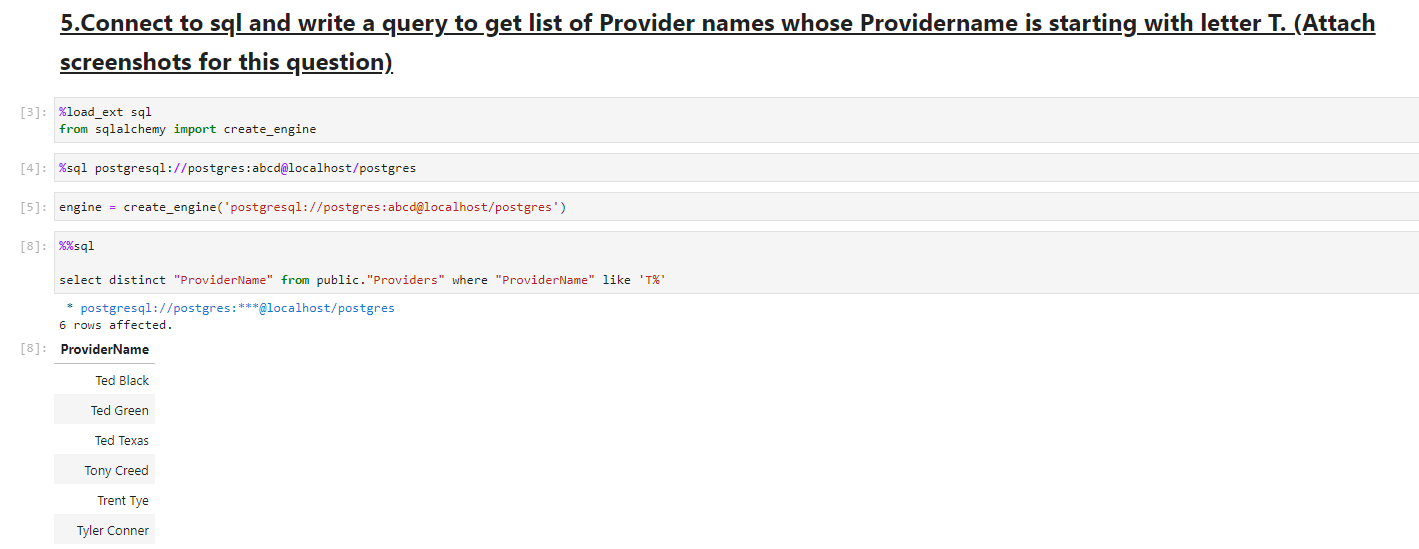 5.Connect to sql and write a query to get list of Provider names whose Providername is starting with letter T. (Attach
screenshots for this question)
[3]: %load_ext sql
from sqlalchemy import create_engine
[4]: %sql postgresql://postgres:abcd@localhost/postgres
[5]: engine = create_engine('postgresql://postgres:abcd@localhost/postgres')
[8]: %%sql
select distinct "ProviderName" from public."Providers" where "ProviderName" like 'T%'
* postgresql://postgres:***@localhost/postgres
6 rows affected.
[8]: ProviderName
Ted Black
Ted Green
Ted Texas
Tony Creed
Trent Tye
Tyler Conner